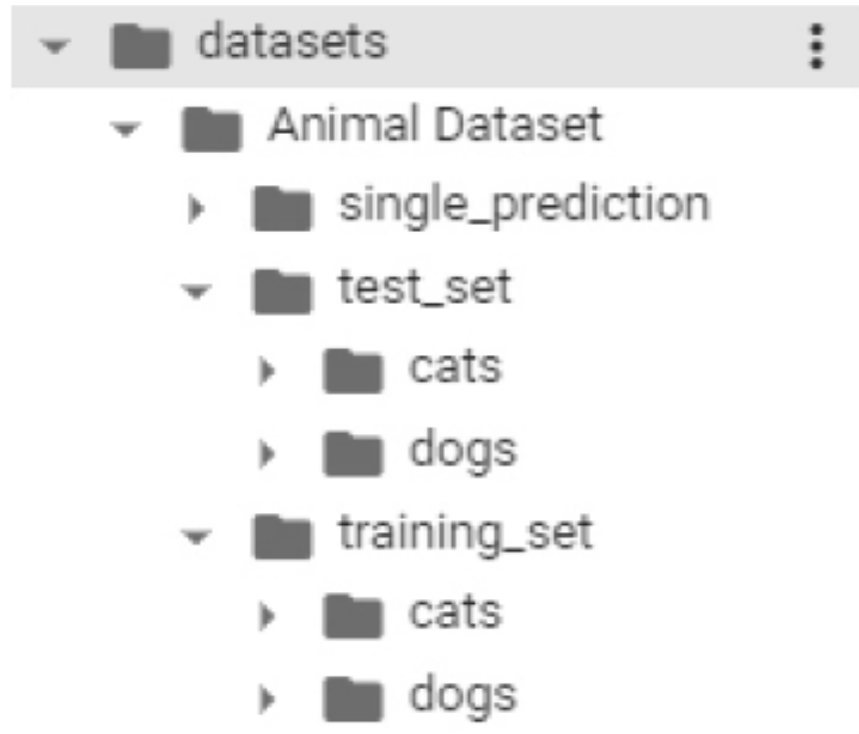 datasets
Animal Dataset
single_prediction
test_set
cats
dogs
training_set
cats
dogs